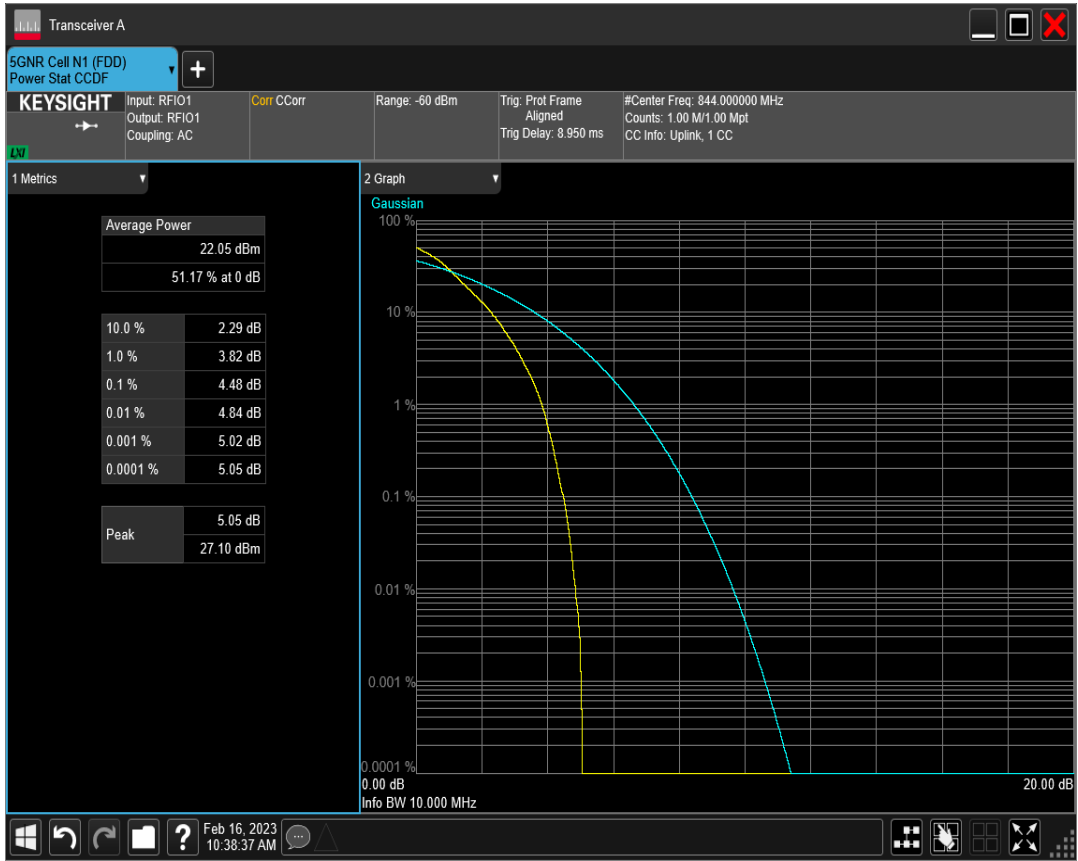 Transceiver A
5GNR Cell N1 (FDD)
Power Stat CCDF
+
KEYSIGHT
LXI
Input: RFIO1
Output: RFIO1
Coupling: AC
Corr CCorr
Range: -60 dBm
Trig: Prot Frame
Aligned
Trig Delay: 8.950 ms
#Center Freq: 844.000000 MHz
Counts: 1.00 M/1.00 Mpt
CC Info: Uplink, 1 CC
1 Metrics
Average Power
22.05 dBm
51.17 % at 0 dB
10.0 % 2.29 dB
1.0 % 3.82 dB
0.1 % 4.48 dB
0.01 % 4.84 dB
0.001 % 5.02 dB
0.0001 % 5.05 dB
Peak
5.05 dB
27.10 dBm
2 Graph
Gaussian
100 %
10 %
1 %
0.1 %
0.01 %
0.001 %
0.0001 %
0.00 dB
20.00 dB
Info BW 10.000 MHz
?
Feb 16, 2023
10:38:37 AM